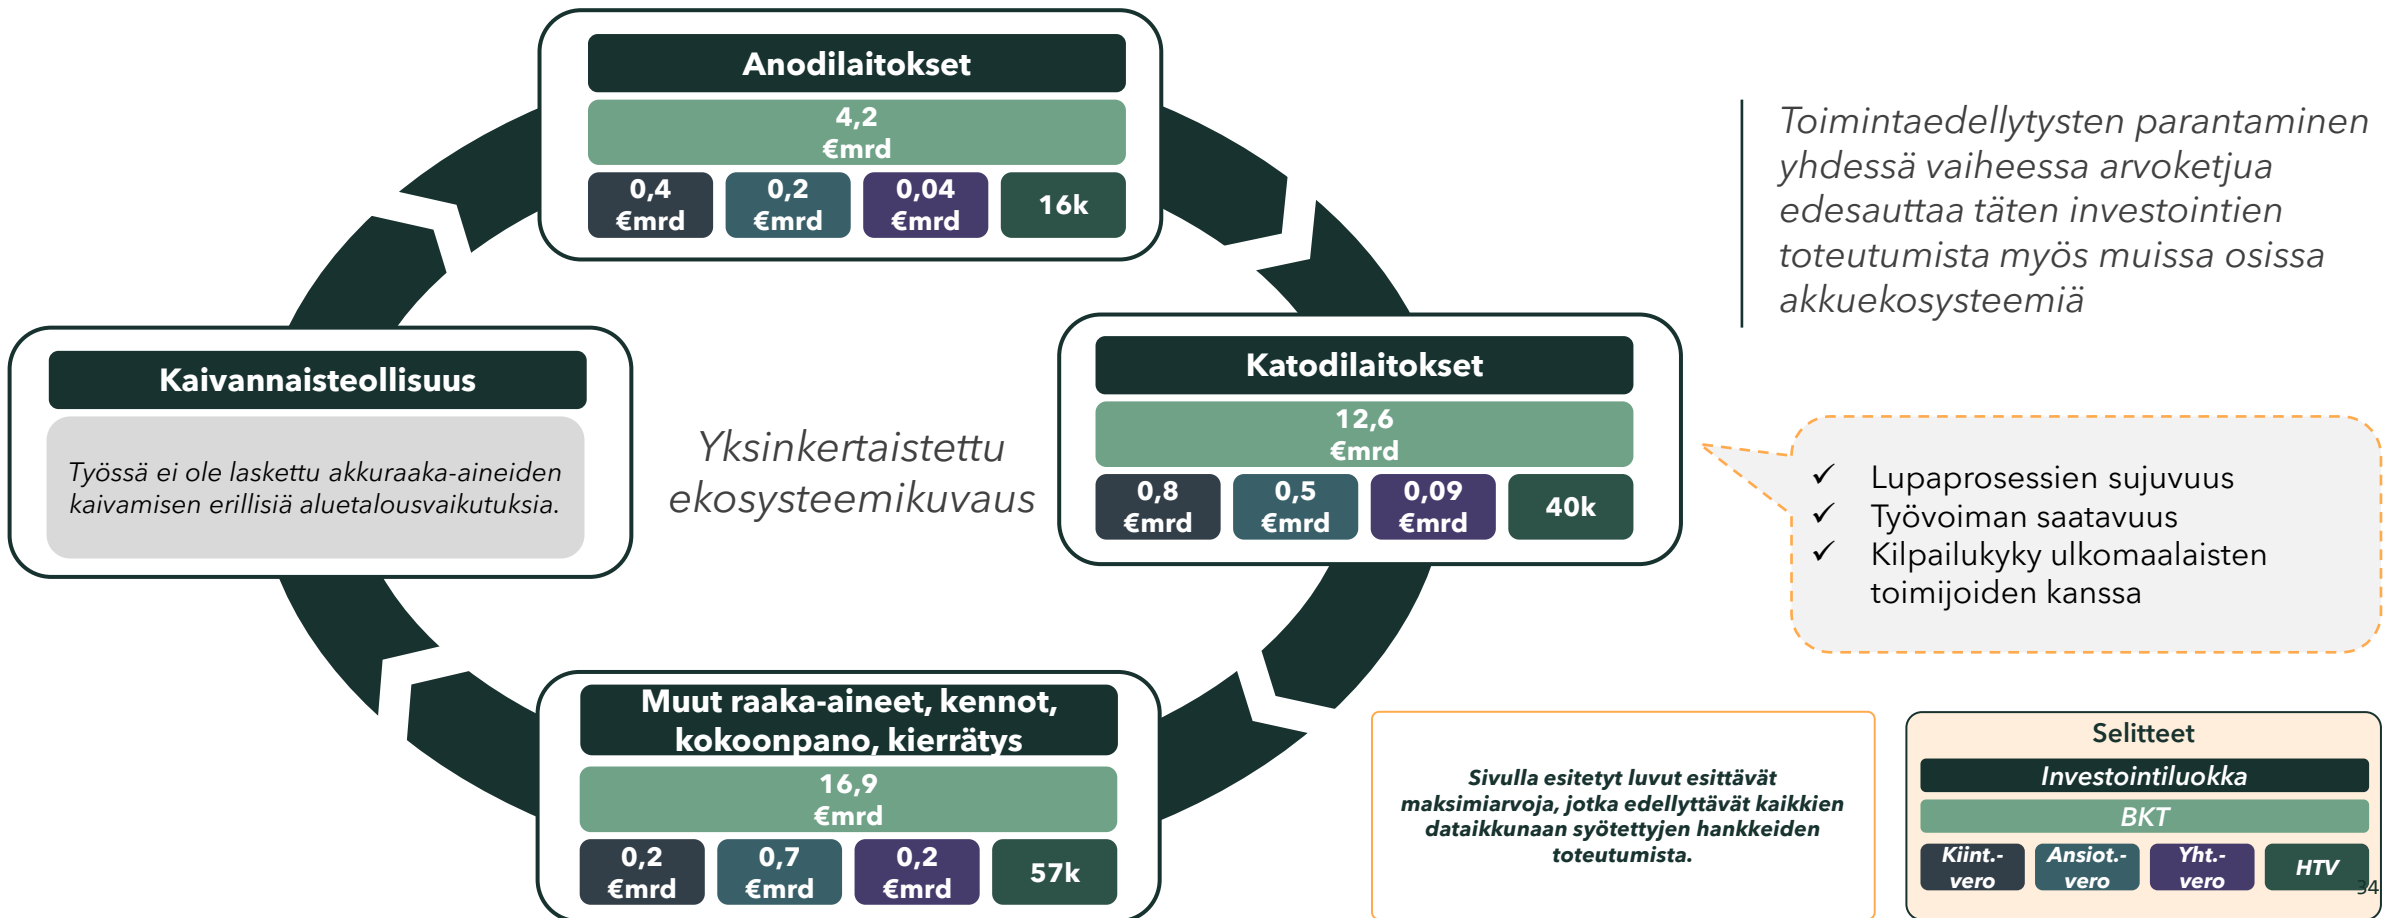 Anodilaitokset
4,2
€mrd
0,4
€mrd
0,2
€mrd
0,04
€mrd
16k
Toimintaedellytysten parantaminen
yhdessä vaiheessa arvoketjua
edesauttaa täten investointien
toteutumista myös muissa osissa
akkuekosysteemiä
Kaivannaisteollisuus
Työssä ei ole laskettu akkuraaka-aineiden
kaivamisen erillisiä aluetalousvaikutuksia.
Yksinkertaistettu
ekosysteemikuvaus
Katodilaitokset
12,6
€mrd
0,8
€mrd
0,5
€mrd
0,09
€mrd
40k
✓ Lupaprosessien sujuvuus
✓ Työvoiman saatavuus
✓ Kilpailukyky ulkomaalaisten
toimijoiden kanssa
Muut raaka-aineet, kennot,
kokoonpano, kierrätys
16,9
€mrd
0,2
€mrd
0,7
€mrd
0,2
€mrd
57k
Sivulla esitetyt luvut esittävät
maksimiarvoja, jotka edellyttävät kaikkien
dataikkunaan syötettyjen hankkeiden
toteutumista.
Selitteet
Investointiluokka
BKT
Kiint.-
vero
Ansiot.-
vero
Yht.-
vero
HTV
34